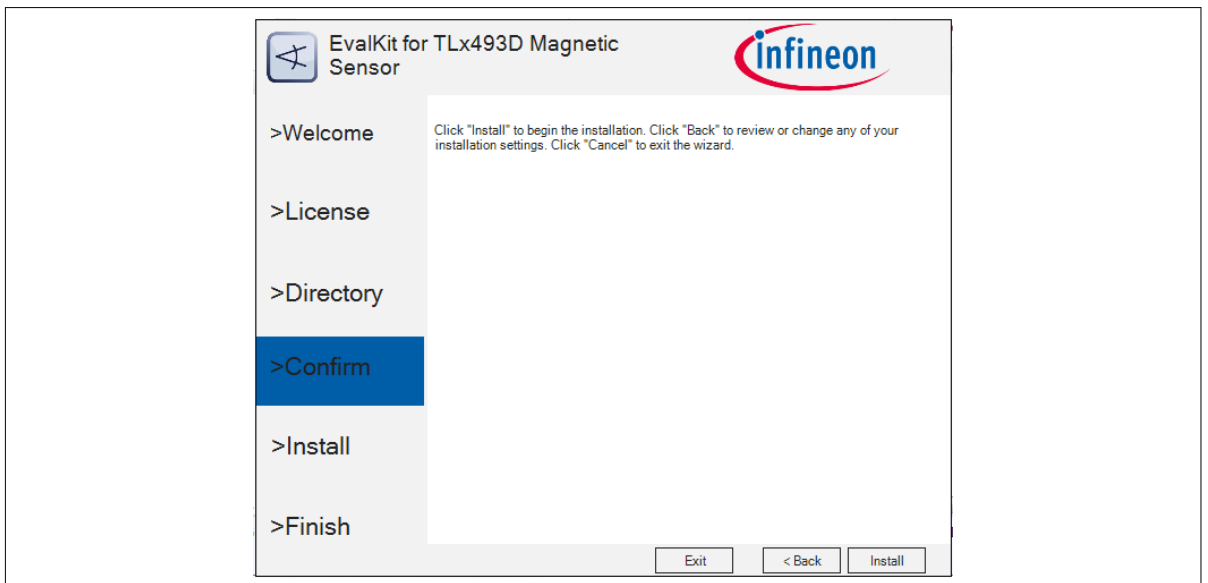 EvalKit for TLx493D Magnetic
Sensor
infineon
>Welcome
Click "Install" to begin the installation. Click "Back" to review or change any of your
installation settings. Click "Cancel" to exit the wizard.
>License
>Directory
>Confirm
>Install
>Finish
Exit
< Back
Install